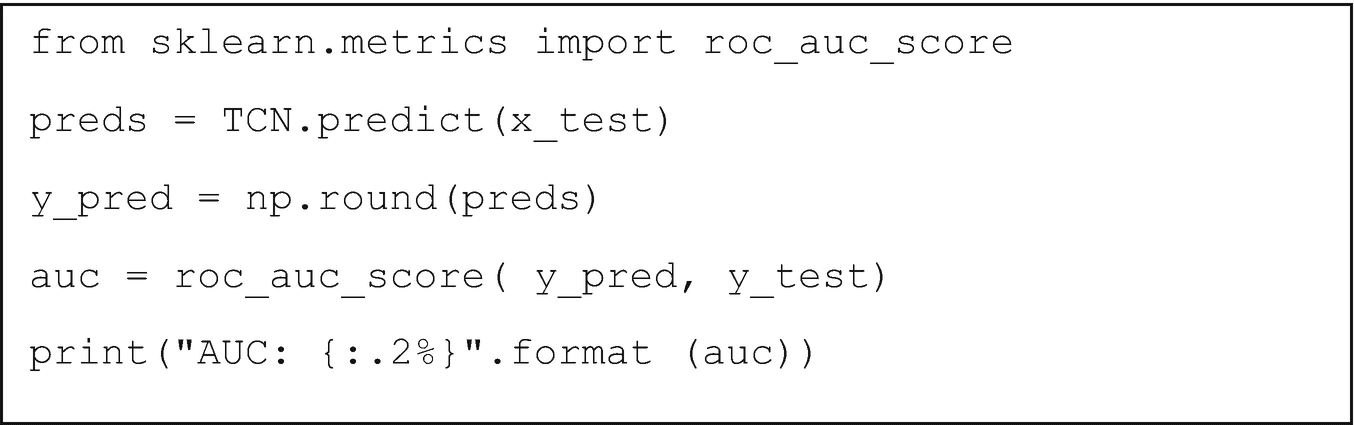 from sklearn.metrics import roc_auc_score
preds = TCN.predict(x_test)
y_pred = np.round(preds)
auc = roc_auc_score( y_pred, y_test)
print("AUC: {:.2%}".format (auc))